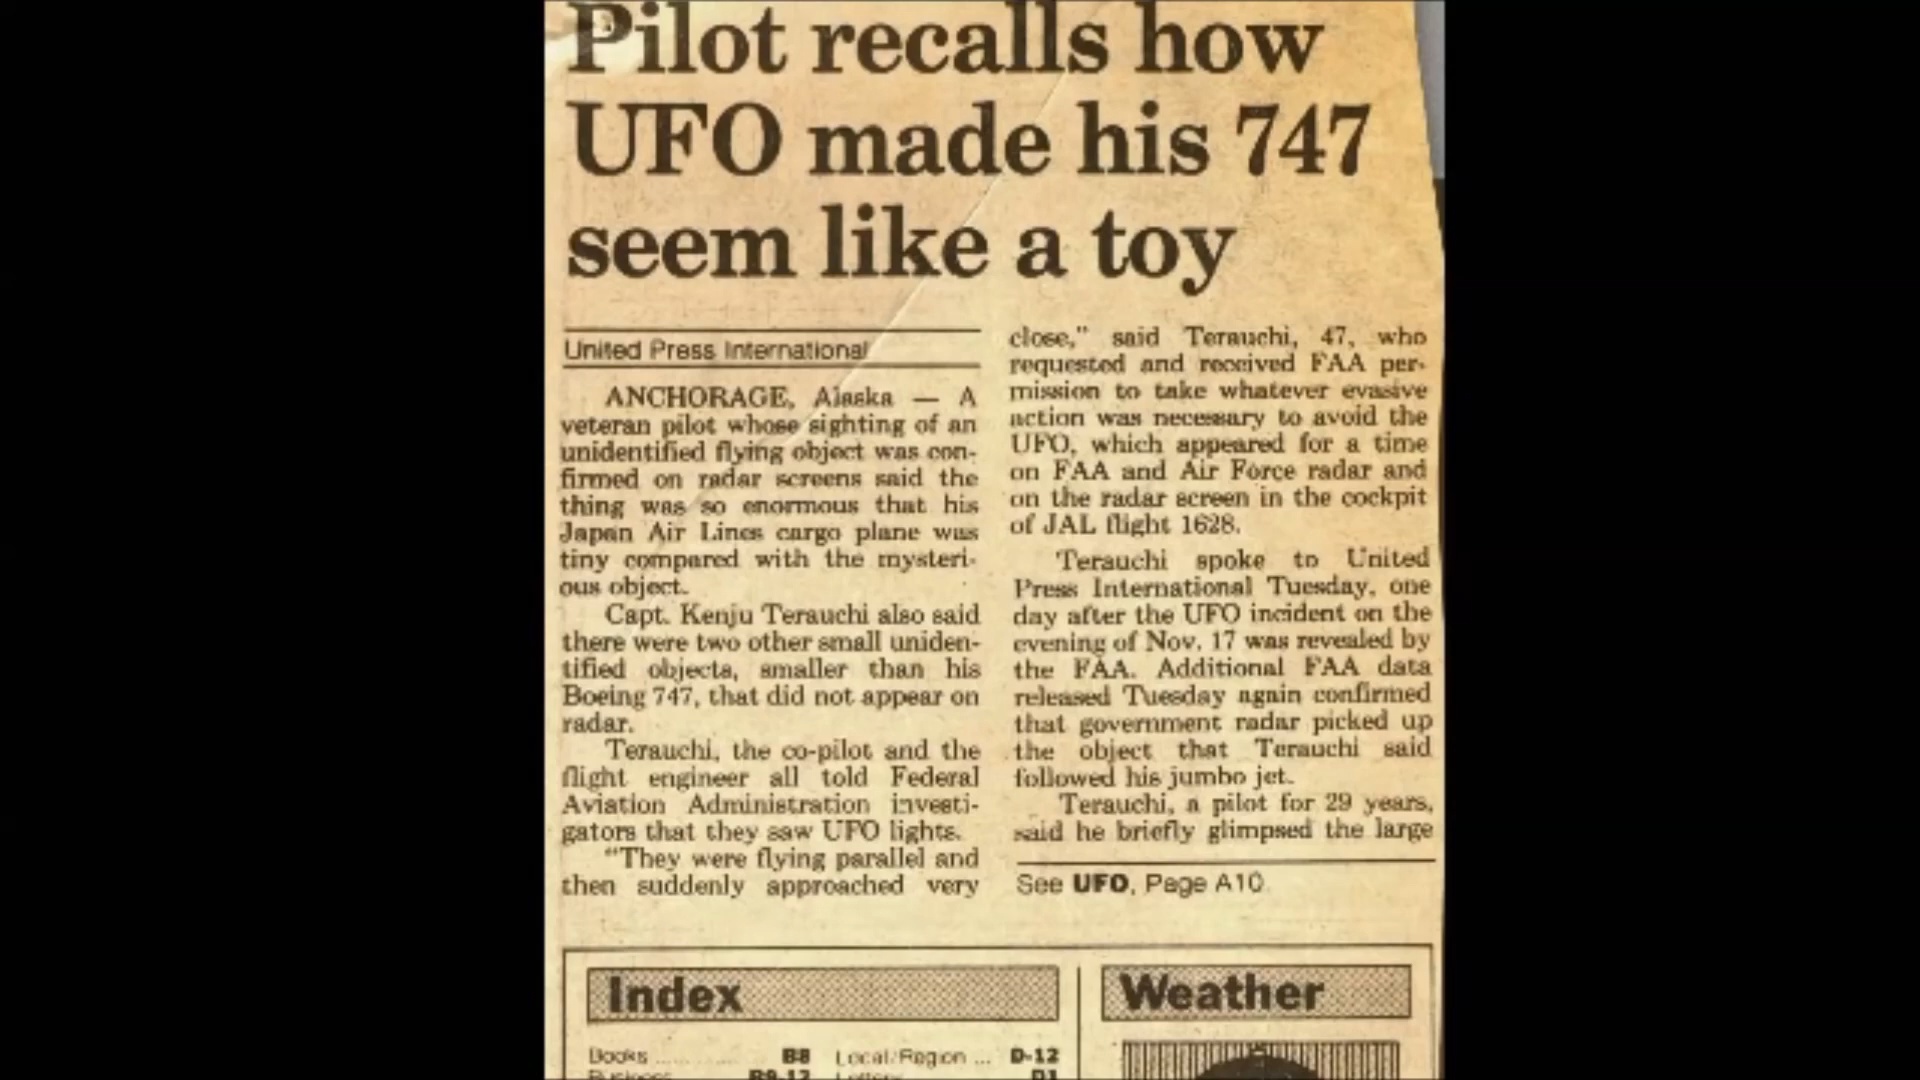 Pilot recalls how
UFO made his 747
seem like a toy
United Press International
ANCHORAGE, Alaska — A
veteran pilot whose sighting of an
unidentified flying object was con-
firmed on radar screens said the
thing was so enormous that his
Japan Air Lines cargo plane was
tiny compared with the mysteri-
ous object.
Capt. Kenju Terauchi also said
there were two other small uniden-
tified objects, smaller than his
Boeing 747, that did not appear on
radar.
Terauchi, the co-pilot and the
flight engineer all told Federal
Aviation Administration investi-
gators that they saw UFO lights.
"They were flying parallel and
then suddenly approached very
close," said Terauchi, 47, who
requested and received FAA per-
mission to take whatever evasive
action was necessary to avoid the
UFO, which appeared for a time
on FAA and Air Force radar and
on the radar screen in the cockpit
of JAL flight 1628.
Terauchi spoke to United
Press International Tuesday, one
day after the UFO incident on the
evening of Nov. 17 was revealed by
the FAA. Additional FAA data
released Tuesday again confirmed
that government radar picked up
the object that Terauchi said
followed his jumbo jet.
Terauchi, a pilot for 29 years,
said he briefly glimpsed the large
See UFO, Page A10
Index
Books ........... B8
Business B9-12
Local/Region ... D-12
Letters D1
Weather